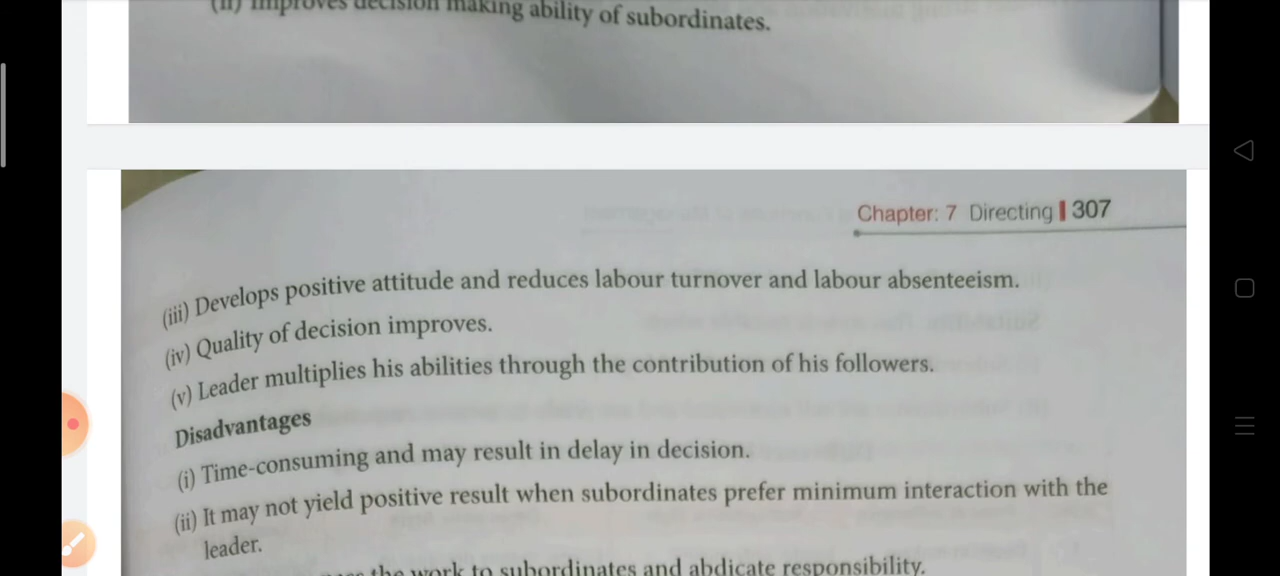 (ii) Improves decision making ability of subordinates.
Chapter: 7 Directing | 307
(iii) Develops positive attitude and reduces labour turnover and labour absenteeism.
(iv) Quality of decision improves.
(v) Leader multiplies his abilities through the contribution of his followers.
Disadvantages
(i) Time-consuming and may result in delay in decision.
(ii) It may not yield positive result when subordinates prefer minimum interaction with the
leader.
the work to subordinates and abdicate responsibility.